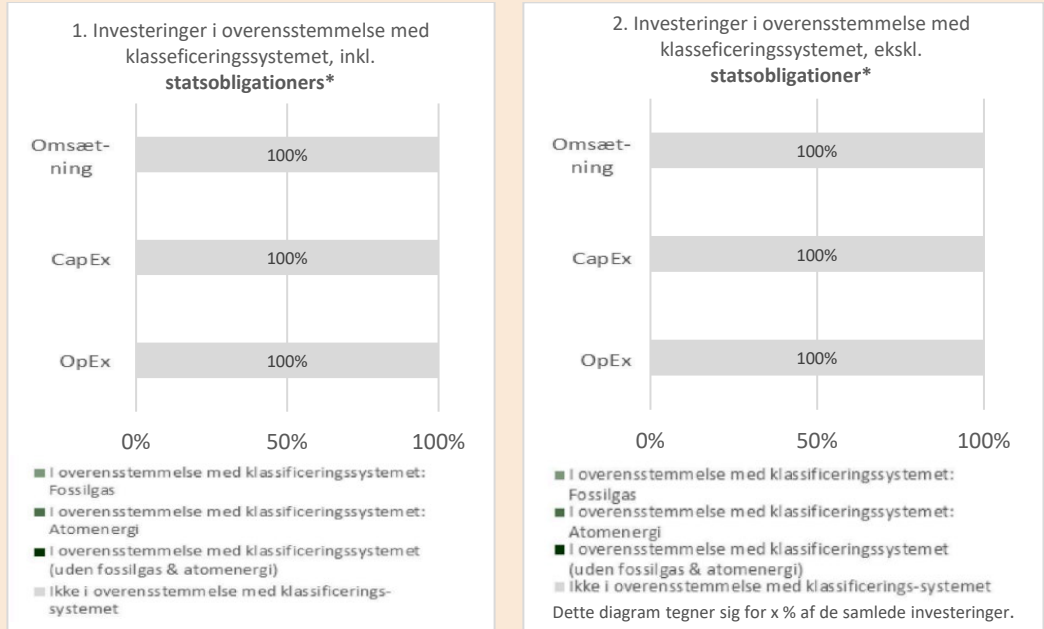 1. Investeringer i overensstemmelse med
klasseficeringssystemet, inkl.
statsobligationers*
Omsæt-
ning
100%
CapEx
100%
OpEx
100%
0% 50% 100%
I overensstemmelse med klassificeringssystemet:
Fossilgas
I overensstemmelse med klassificeringssystemet:
Atomenergi
I overensstemmelse med klassificeringssystemet
(uden fossilgas & atomenergi)
Ikke i overensstemmelse med klassificerings-
systemet
2. Investeringer i overensstemmelse med
klasseficeringssystemet, ekskl.
statsobligationer*
Omsæt-
ning
100%
CapEx
100%
OpEx
100%
0% 50% 100%
I overensstemmelse med klassificeringssystemet:
Fossilgas
I overensstemmelse med klassificeringssystemet:
Atomenergi
I overensstemmelse med klassificeringssystemet
(uden fossilgas & atomenergi)
Ikke i overensstemmelse med klassificerings-systemet
Dette diagram tegner sig for x % af de samlede investeringer.